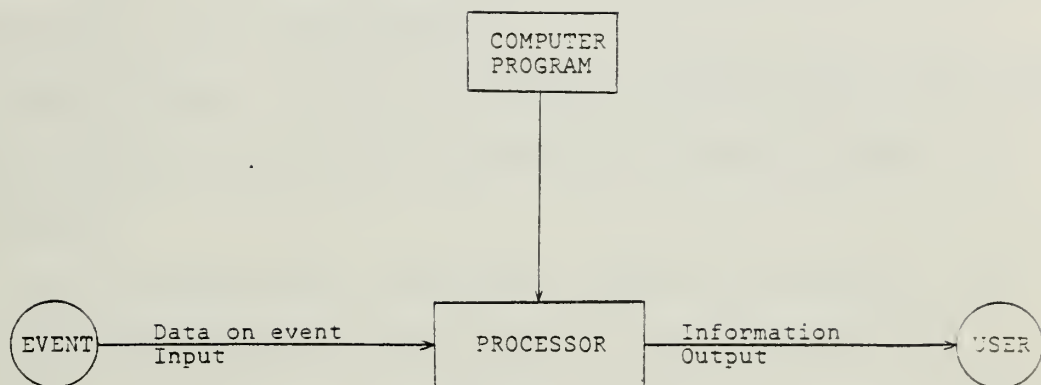 COMPUTER
PROGRAM
EVENT
Data on event
Input
PROCESSOR
Information
Output
USER